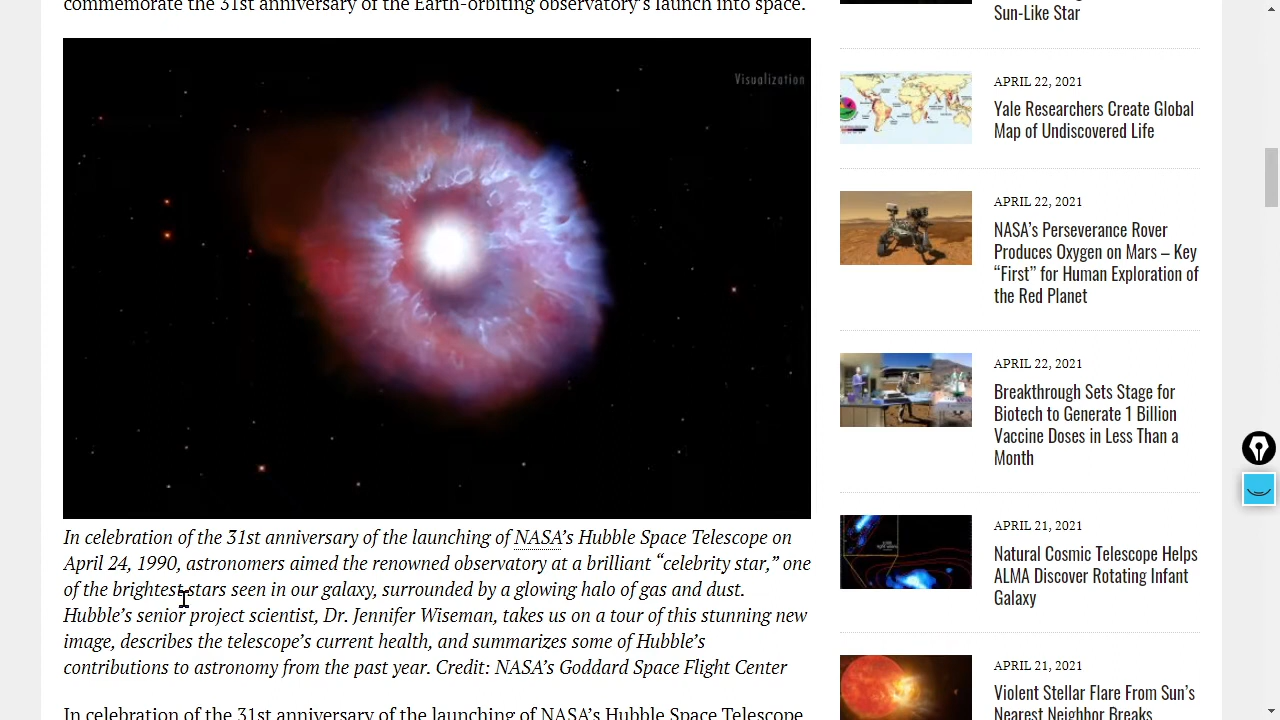 commemorate the 31st anniversary of the Earth-orbiting observatory's launch into space.
Visualization
In celebration of the 31st anniversary of the launching of NASA's Hubble Space Telescope on
April 24, 1990, astronomers aimed the renowned observatory at a brilliant “celebrity star,” one
of the brightest stars seen in our galaxy, surrounded by a glowing halo of gas and dust.
Hubble's senior project scientist, Dr. Jennifer Wiseman, takes us on a tour of this stunning new
image, describes the telescope's current health, and summarizes some of Hubble's
contributions to astronomy from the past year. Credit: NASA's Goddard Space Flight Center
In celebration of the 31st anniversary of the launching of NASA's Hubble Space Telescope
Sun-Like Star
APRIL 22, 2021
Yale Researchers Create Global
Map of Undiscovered Life
APRIL 22, 2021
NASA's Perseverance Rover
Produces Oxygen on Mars – Key
“First” for Human Exploration of
the Red Planet
APRIL 22, 2021
Breakthrough Sets Stage for
Biotech to Generate 1 Billion
Vaccine Doses in Less Than a
Month
APRIL 21, 2021
Natural Cosmic Telescope Helps
ALMA Discover Rotating Infant
Galaxy
APRIL 21, 2021
Violent Stellar Flare From Sun's
Nearest Neighbor Breaks